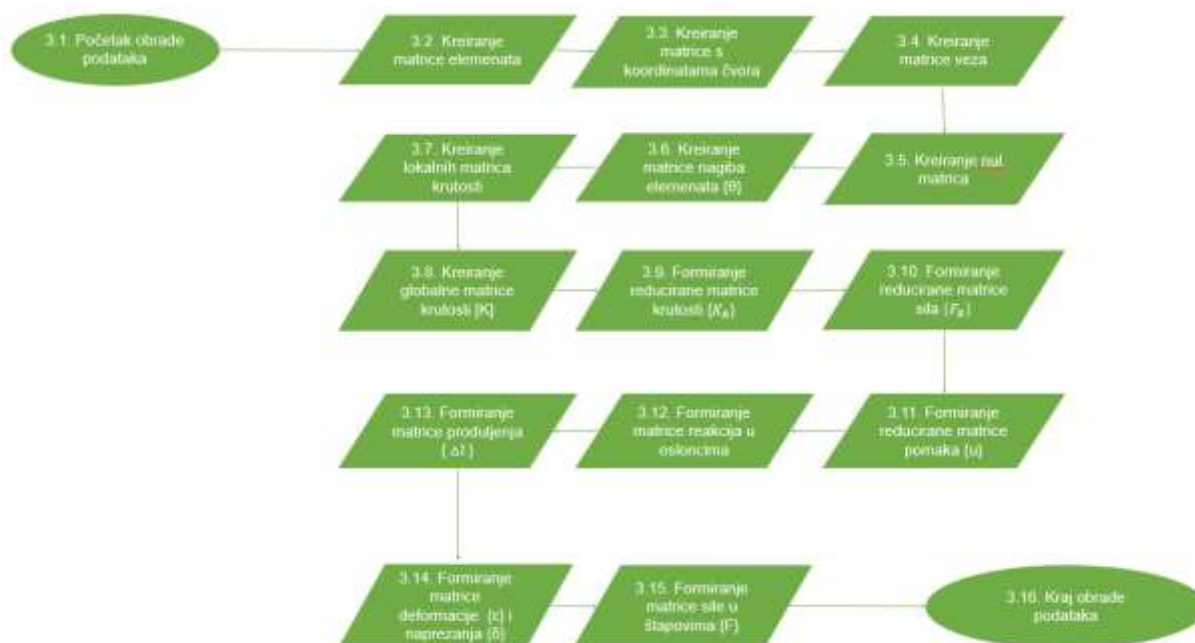 3.1. Početak obrade
podataka
3.2. Kreiranje
matrice elemenata
3.3. Kreiranje
matrice s
koordinatama čvora
3.4. Kreiranje
matrice veza
3.5. Kreiranje nul
matrica
3.6. Kreiranje
matrice nagiba
elemenata {θ}
3.7. Kreiranje
lokalnih matrica
krutosti
3.8. Kreiranje
globalne matrice
krutosti [K]
3.9. Formiranje
reducirane matrice
krutosti {K_R}
3.10. Formiranje
reducirane matrice
sila {F_R}
3.11. Formiranje
reducirane matrice
pomaka {u}
3.12. Formiranje
matrice reakcija u
osloncima
3.13. Formiranje
matrice produljenja
{ Δl }
3.14. Formiranje
matrice
deformacije {ε} i
naprezanja {δ}
3.15. Formiranje
matrice sile u
štapovima {F}
3.16. Kraj obrade
podataka